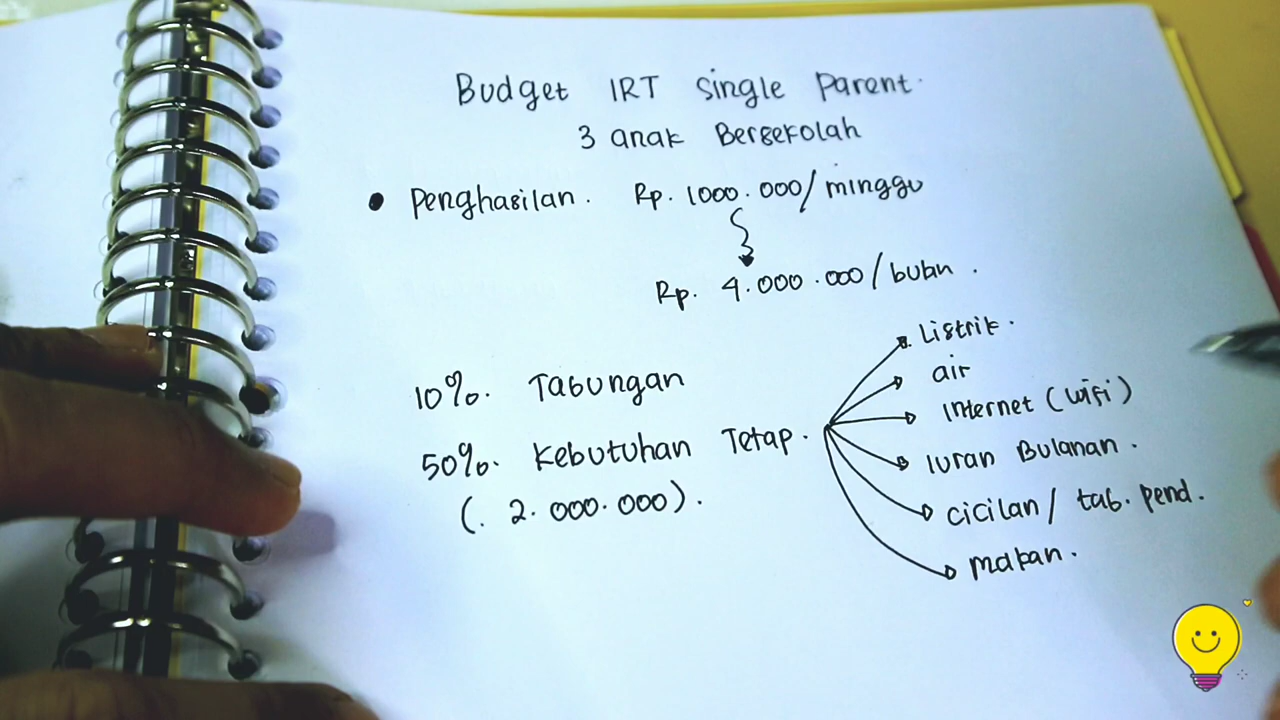 Budget IRT Single Parent.
3 anak Bersekolah
• Penghasilan. Rp. 1000.000/minggu
Rp. 4.000.000/bulan.
10%. Tabungan
50%. Kebutuhan Tetap.
(. 2.000.000).
Listrik.
air
Internet (wifi)
Iuran Bulanan.
cicilan/ tab. pend.
makan.